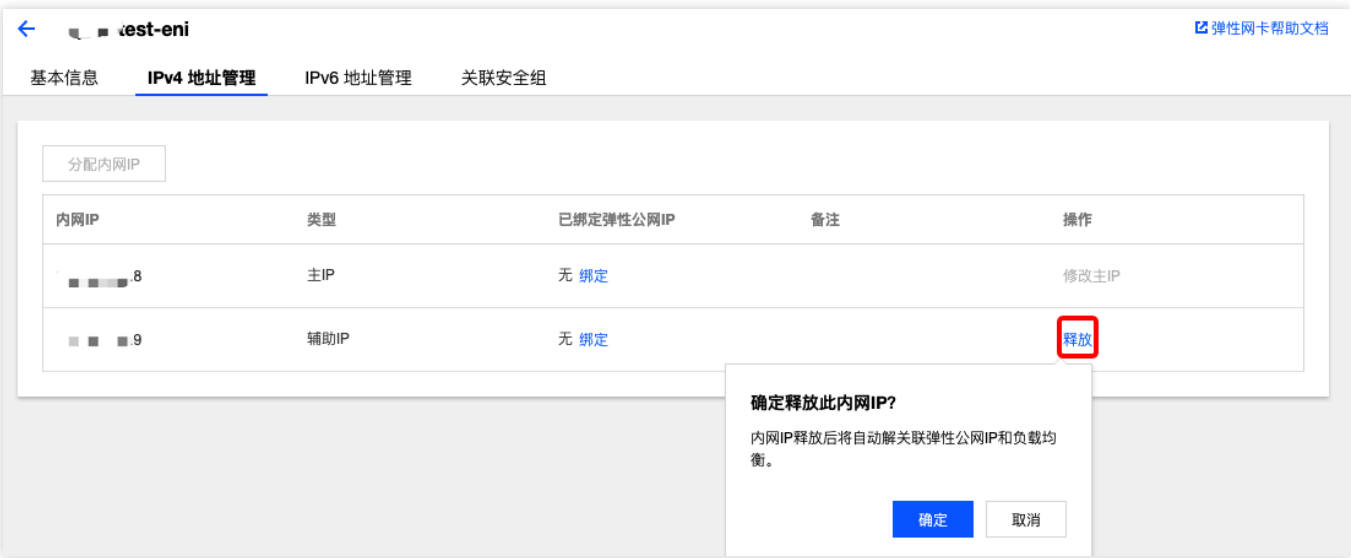 test-eni
弹性网卡帮助文档
基本信息 IPv4 地址管理 IPv6 地址管理 关联安全组
分配内网IP
内网IP 类型 已绑定弹性公网IP 备注 操作
.8 主IP 无 绑定 修改主IP
.9 辅助IP 无 绑定 释放
确定释放此内网IP?
内网IP释放后将自动解关联弹性公网IP和负载均
衡。
确定 取消